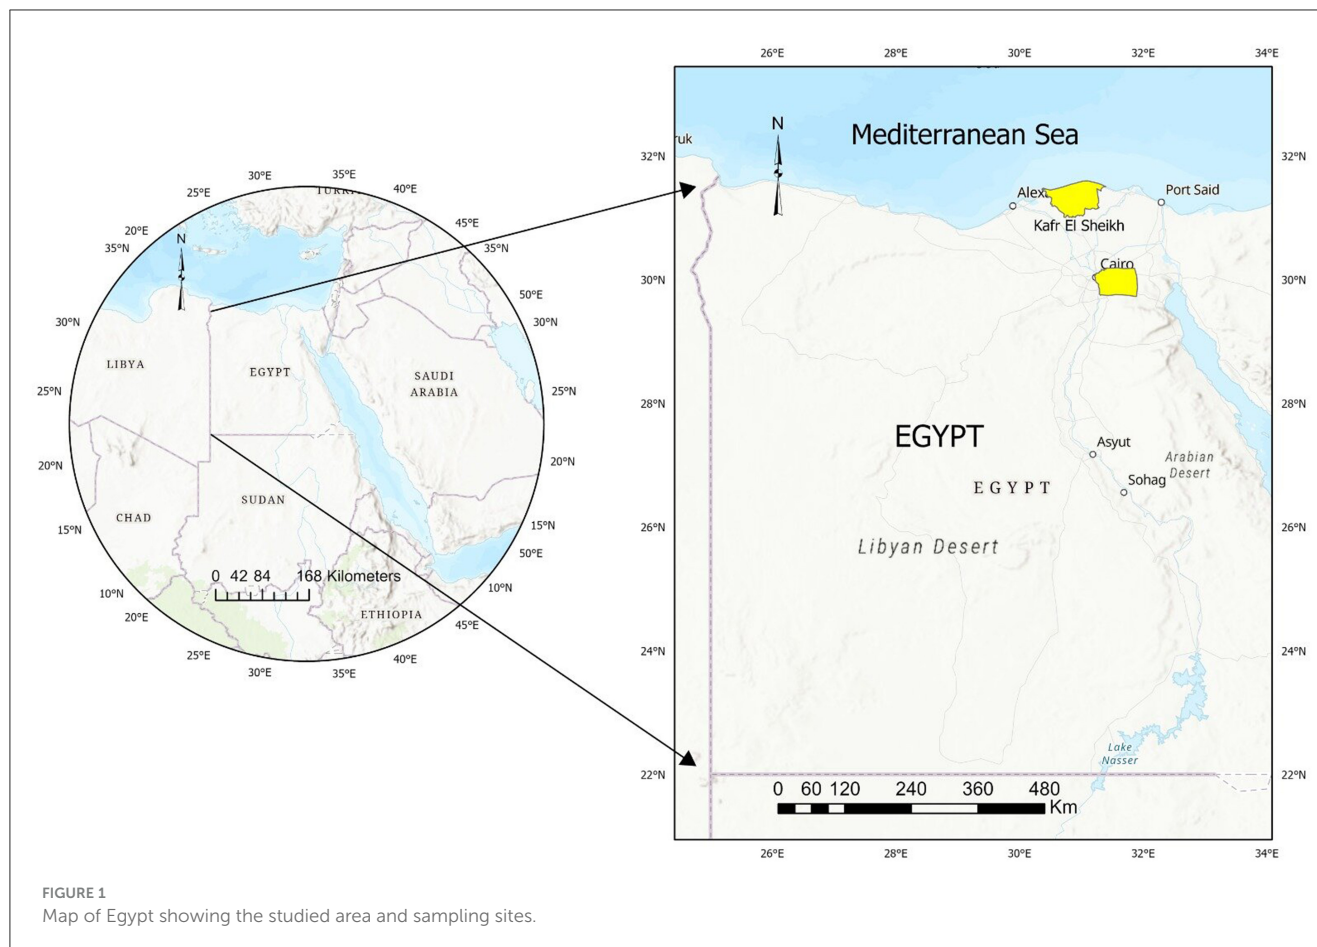 26°E 28°E 30°E 32°E 34°E
Mediterranean Sea
N
ruk
32°N 32°N
Alex
Port Said
Kafr El Sheikh
Cairo
30°N 30°N
28°N 28°N
EGYPT
Asyut
Arabian
Desert
EGYPT
Sohag
26°N 26°N
Libyan Desert
24°N 24°N
Lake
Nasser
22°N 22°N
0 60 120 240 360 480
Km
26°E 28°E 30°E 32°E 34°E
30°E 35°E
25°E 40°E
20°E 45°E
35°N 35°N
N
50°E
30°N 30°N
LIBYA
EGYPT
SAUDI
ARABIA
25°N 25°N
20°N 20°N
SUDAN
CHAD
15°N 15°N
50°E
0 42 84 168 Kilometers
10°N 10°N
ETHIOPIA
20°E 45°E
25°E 40°E
30°E 35°E
FIGURE 1
Map of Egypt showing the studied area and sampling sites.